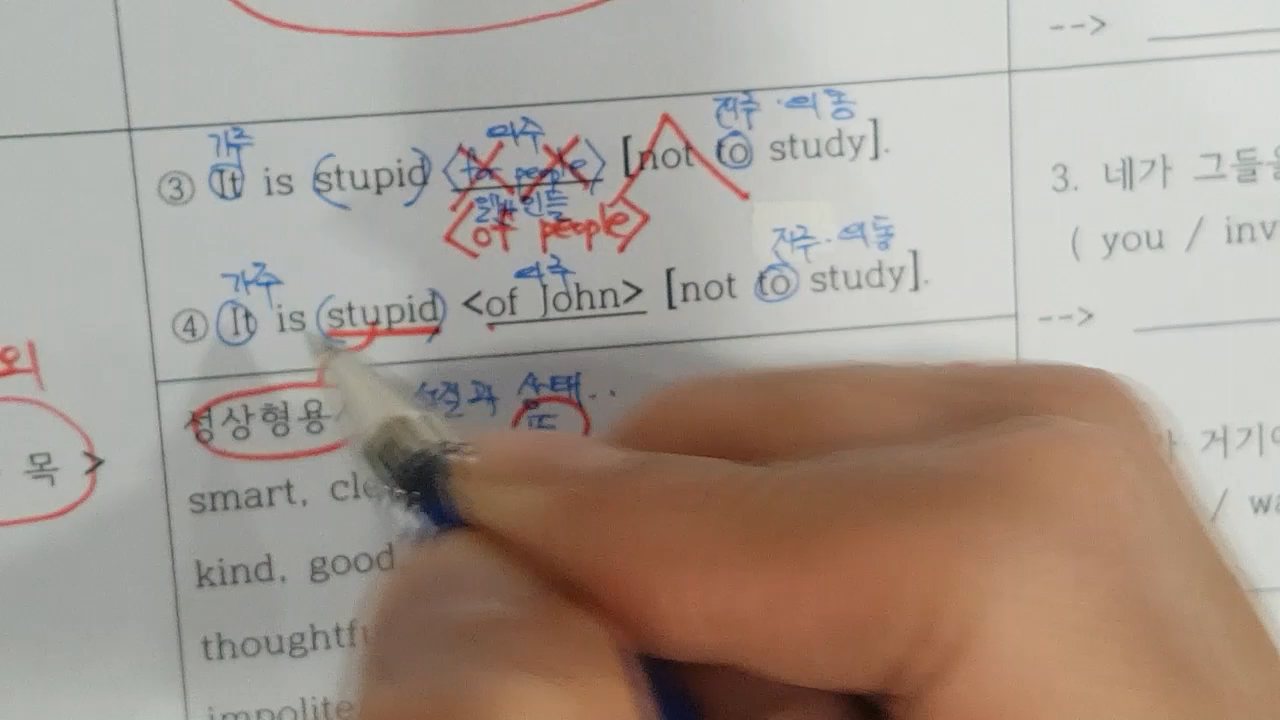 -->
가주 의주 진주·의동
③ It is (stupid) <for people> [not to study].
일반인들
<of people>
가주 의주 진주·의동
④ It is (stupid) <of John> [not to study].
외
성상형용 성질과 상태..
목 >
smart, cle
kind, good
thoughtfu
impolite
3. 네가 그들을
( you / inv
-->
거기
/ wa